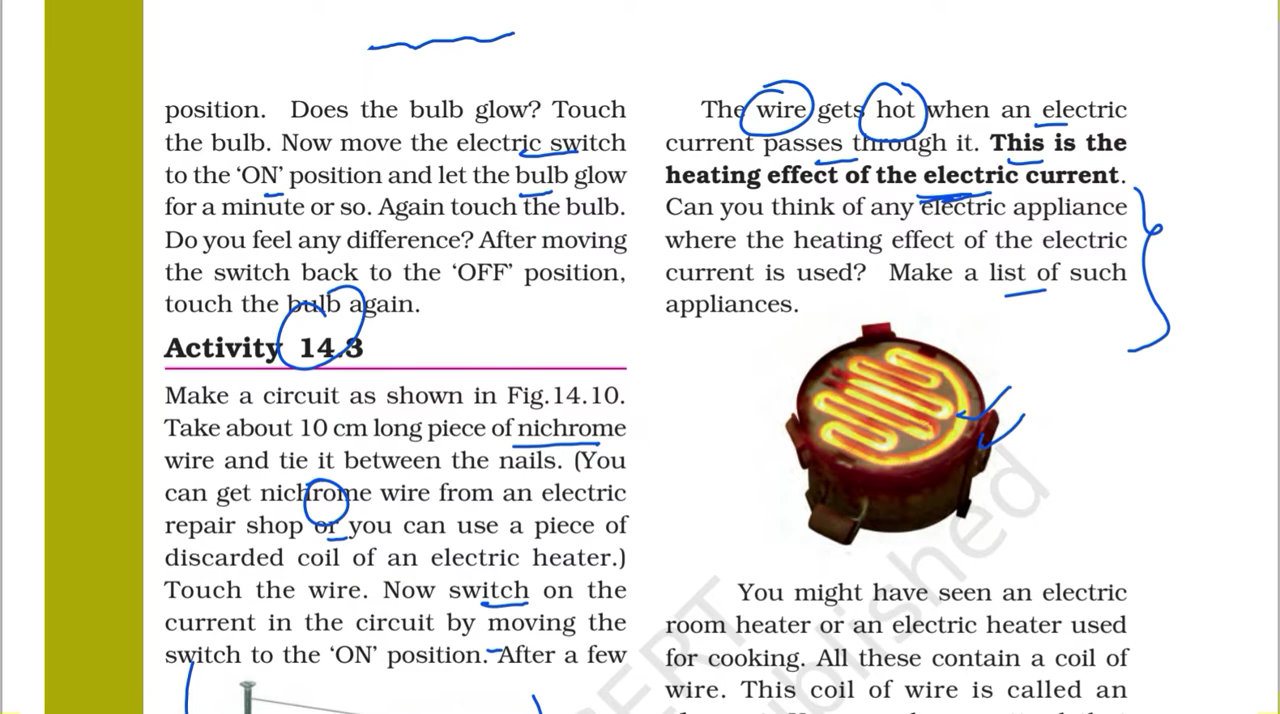 position. Does the bulb glow? Touch
the bulb. Now move the electric switch
to the ‘ON’ position and let the bulb glow
for a minute or so. Again touch the bulb.
Do you feel any difference? After moving
the switch back to the ‘OFF’ position,
touch the bulb again.
Activity 14.3
Make a circuit as shown in Fig.14.10.
Take about 10 cm long piece of nichrome
wire and tie it between the nails. (You
can get nichrome wire from an electric
repair shop or you can use a piece of
discarded coil of an electric heater.)
Touch the wire. Now switch on the
current in the circuit by moving the
switch to the ‘ON’ position. After a few
The wire gets hot when an electric
current passes through it. This is the
heating effect of the electric current.
Can you think of any electric appliance
where the heating effect of the electric
current is used? Make a list of such
appliances.
You might have seen an electric
room heater or an electric heater used
for cooking. All these contain a coil of
wire. This coil of wire is called an